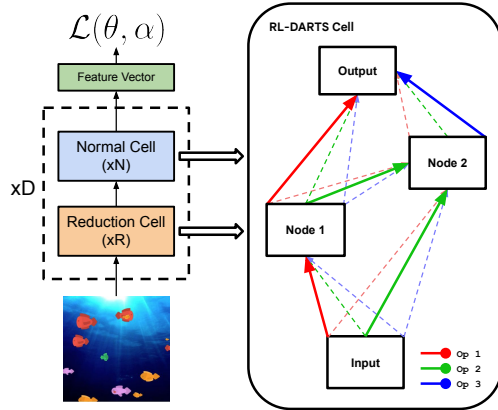 ℒ(θ, α)
Feature Vector
Normal Cell
(xN)
xD
Reduction Cell
(xR)
RL-DARTS Cell
Output
Node 2
Node 1
Input
Op 1
Op 2
Op 3